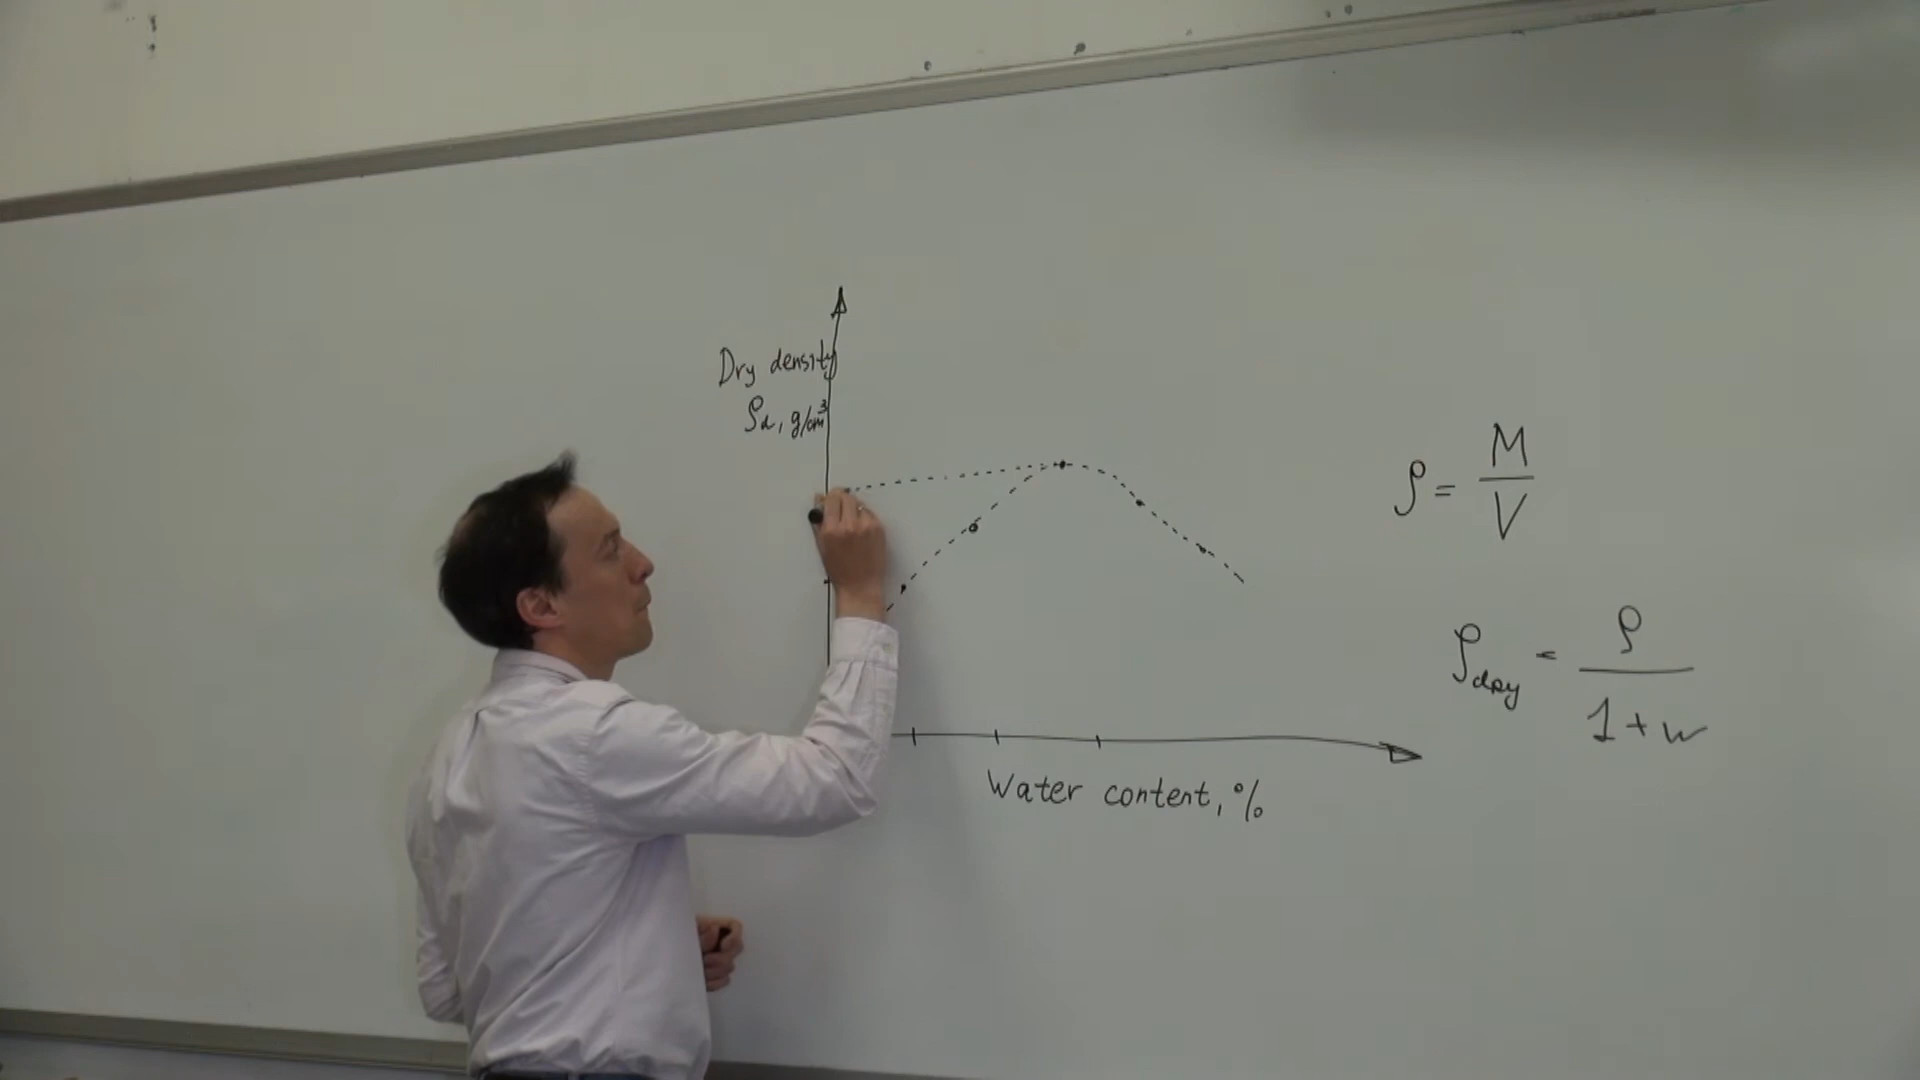 Dry density
ρd, g/cm³
ρ = M/V
ρdry = ρ/(1+w)
Water content, %